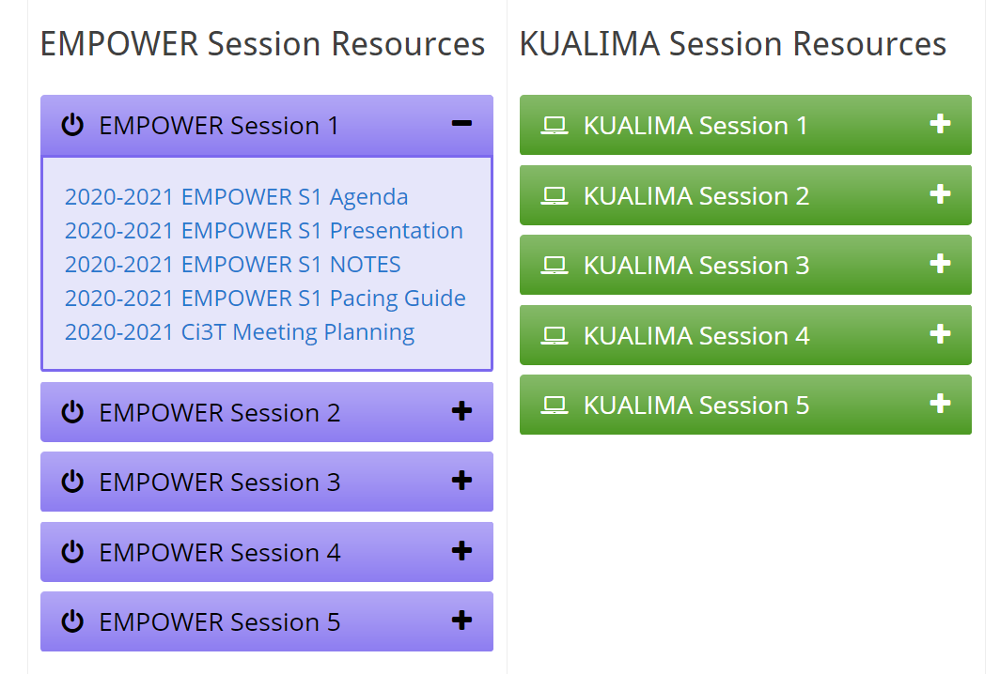 EMPOWER Session Resources
EMPOWER Session 1
2020-2021 EMPOWER S1 Agenda
2020-2021 EMPOWER S1 Presentation
2020-2021 EMPOWER S1 NOTES
2020-2021 EMPOWER S1 Pacing Guide
2020-2021 Ci3T Meeting Planning
EMPOWER Session 2
EMPOWER Session 3
EMPOWER Session 4
EMPOWER Session 5
KUALIMA Session Resources
KUALIMA Session 1
KUALIMA Session 2
KUALIMA Session 3
KUALIMA Session 4
KUALIMA Session 5